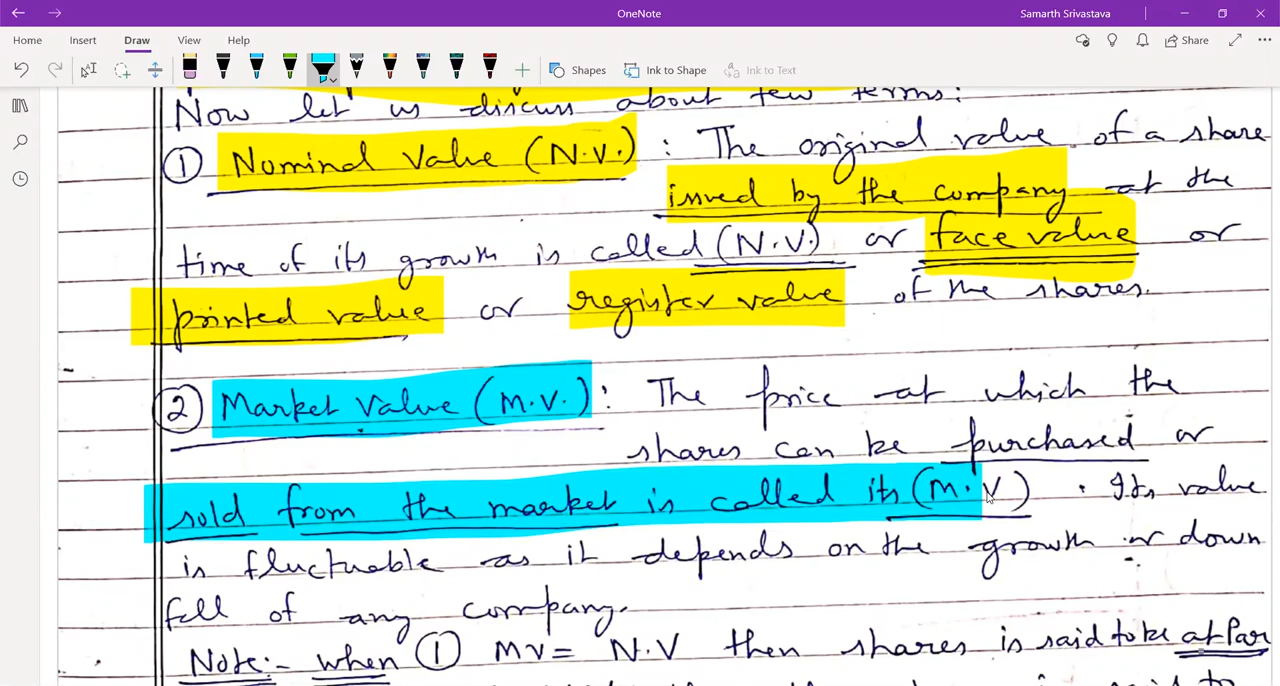 OneNote
Samarth Srivastava
Home Insert Draw View Help
Share
Shapes Ink to Shape Ink to Text
Now let us discuss about few terms:
① Nominal Value (N.V.) : The original value of a share
issued by the company at the
time of its growth is called (N.V.) or face value or
printed value or register value of the shares.
② Market Value (M.V.) : The price at which the
shares can be purchased or
sold from the market is called its (M.V) . Its value
is fluctuable as it depends on the growth or down
fall of any company.
Note:- when ① MV = N.V then shares is said to be at Par
said to